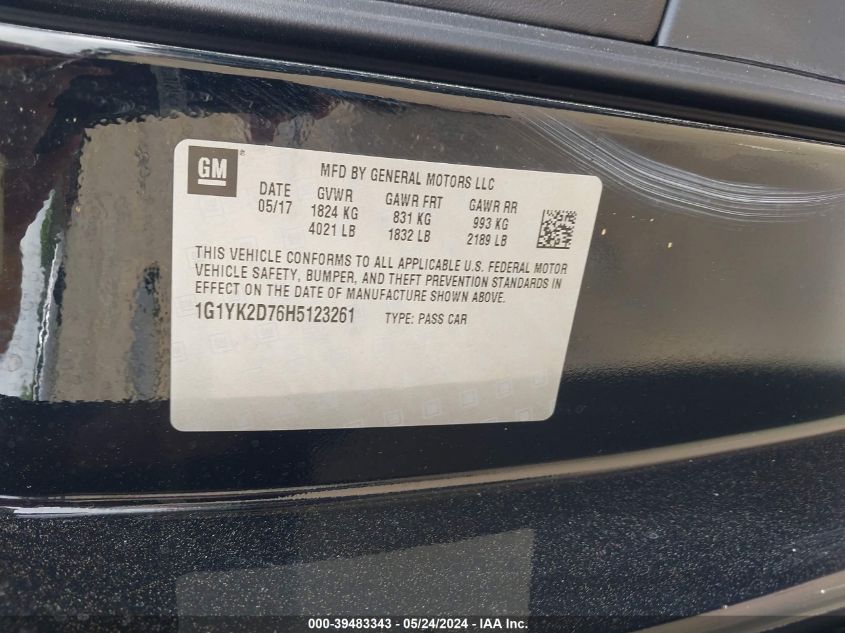 GM
MFD BY GENERAL MOTORS LLC
DATE GVWR GAWR FRT GAWR RR
05/17 1824 KG 831 KG 993 KG
4021 LB 1832 LB 2189 LB
THIS VEHICLE CONFORMS TO ALL APPLICABLE U.S. FEDERAL MOTOR
VEHICLE SAFETY, BUMPER, AND THEFT PREVENTION STANDARDS IN
EFFECT ON THE DATE OF MANUFACTURE SHOWN ABOVE.
1G1YK2D76H5123261 TYPE: PASS CAR
000-39483343 - 05/24/2024 - IAAI.COM